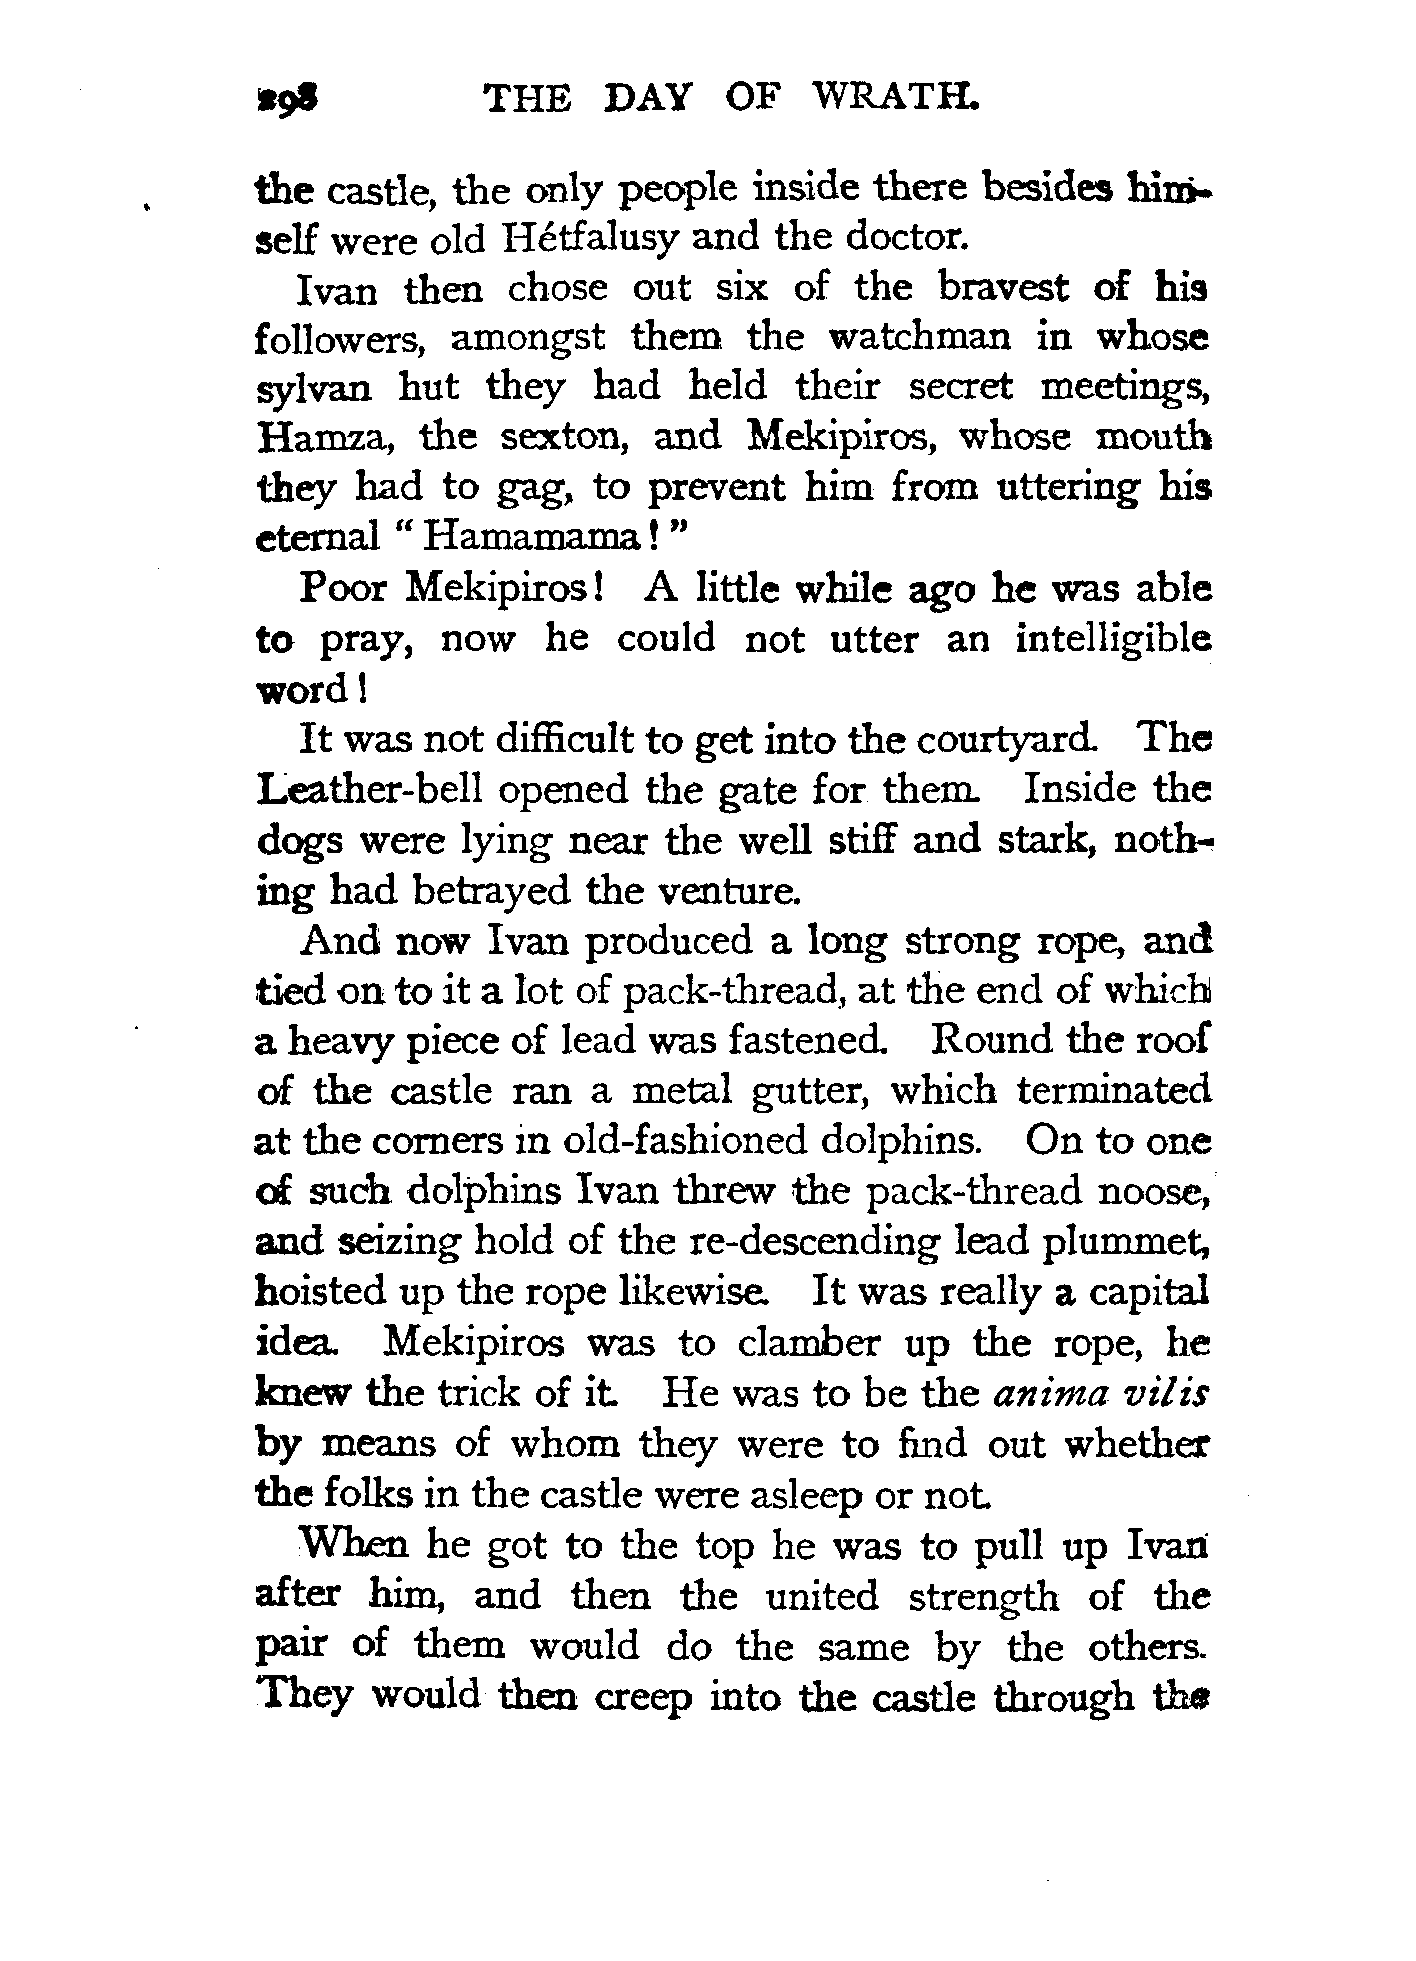 298 THE DAY OF WRATH.
the castle, the only people inside there besides him-
self were old Hétfalusy and the doctor.
Ivan then chose out six of the bravest of his
followers, amongst them the watchman in whose
sylvan hut they had held their secret meetings,
Hamza, the sexton, and Mekipiros, whose mouth
they had to gag, to prevent him from uttering his
eternal “ Hamamama ! ”
Poor Mekipiros! A little while ago he was able
to pray, now he could not utter an intelligible
word !
It was not difficult to get into the courtyard. The
Leather-bell opened the gate for them. Inside the
dogs were lying near the well stiff and stark, noth-
ing had betrayed the venture.
And now Ivan produced a long strong rope, and
tied on to it a lot of pack-thread, at the end of which
a heavy piece of lead was fastened. Round the roof
of the castle ran a metal gutter, which terminated
at the corners in old-fashioned dolphins. On to one
of such dolphins Ivan threw the pack-thread noose,
and seizing hold of the re-descending lead plummet,
hoisted up the rope likewise. It was really a capital
idea. Mekipiros was to clamber up the rope, he
knew the trick of it. He was to be the anima vilis
by means of whom they were to find out whether
the folks in the castle were asleep or not.
When he got to the top he was to pull up Ivan
after him, and then the united strength of the
pair of them would do the same by the others.
They would then creep into the castle through the